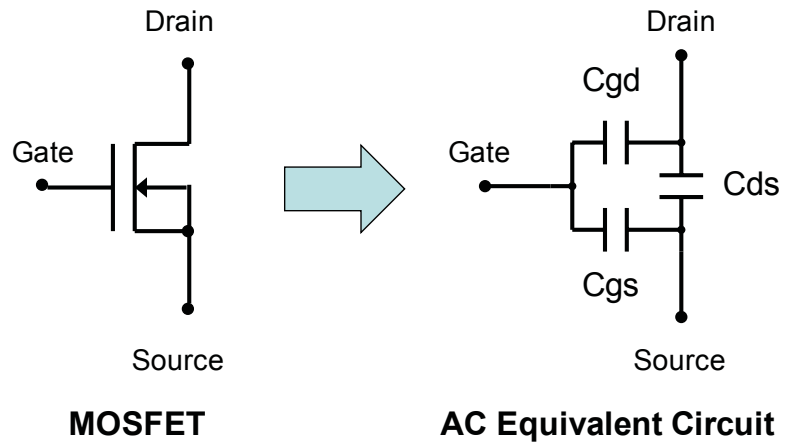 Drain
Gate
Source
MOSFET
Drain
Cgd
Gate
Cds
Cgs
Source
AC Equivalent Circuit